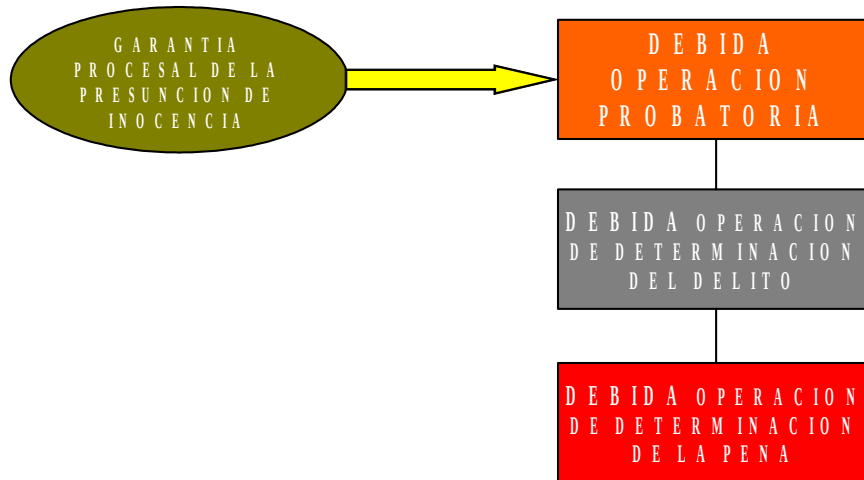 GARANTIA
PROCESAL DE LA
PRESUNCION DE
INOCENCIA
DEBIDA
OPERACION
PROBATORIA
DEBIDA OPERACION
DE DETERMINACION
DEL DELITO
DEBIDA OPERACION
DE DETERMINACION
DE LA PENA